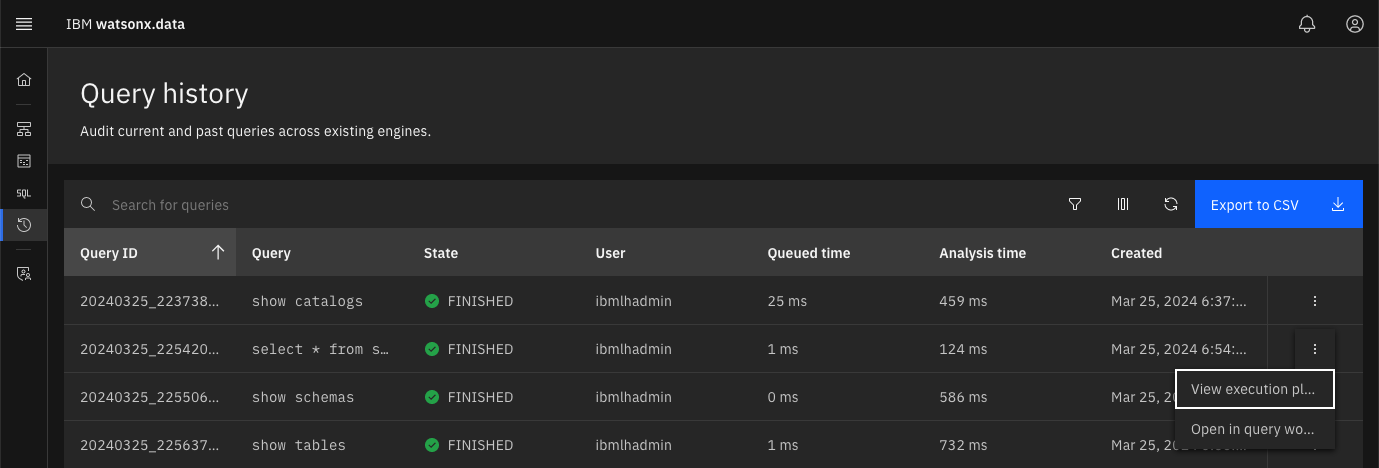 IBM watsonx.data
Query history
Audit current and past queries across existing engines.
SQL
Search for queries
Export to CSV
Query ID Query State User Queued time Analysis time Created
20240325_223738... show catalogs FINISHED ibmlhadmin 25 ms 459 ms Mar 25, 2024 6:37:...
20240325_225420... select * from s... FINISHED ibmlhadmin 1 ms 124 ms Mar 25, 2024 6:54:...
20240325_225506... show schemas FINISHED ibmlhadmin 0 ms 586 ms Mar 25, View execution pl...
20240325_225637... show tables FINISHED ibmlhadmin 1 ms 732 ms Mar 25, Open in query wo...